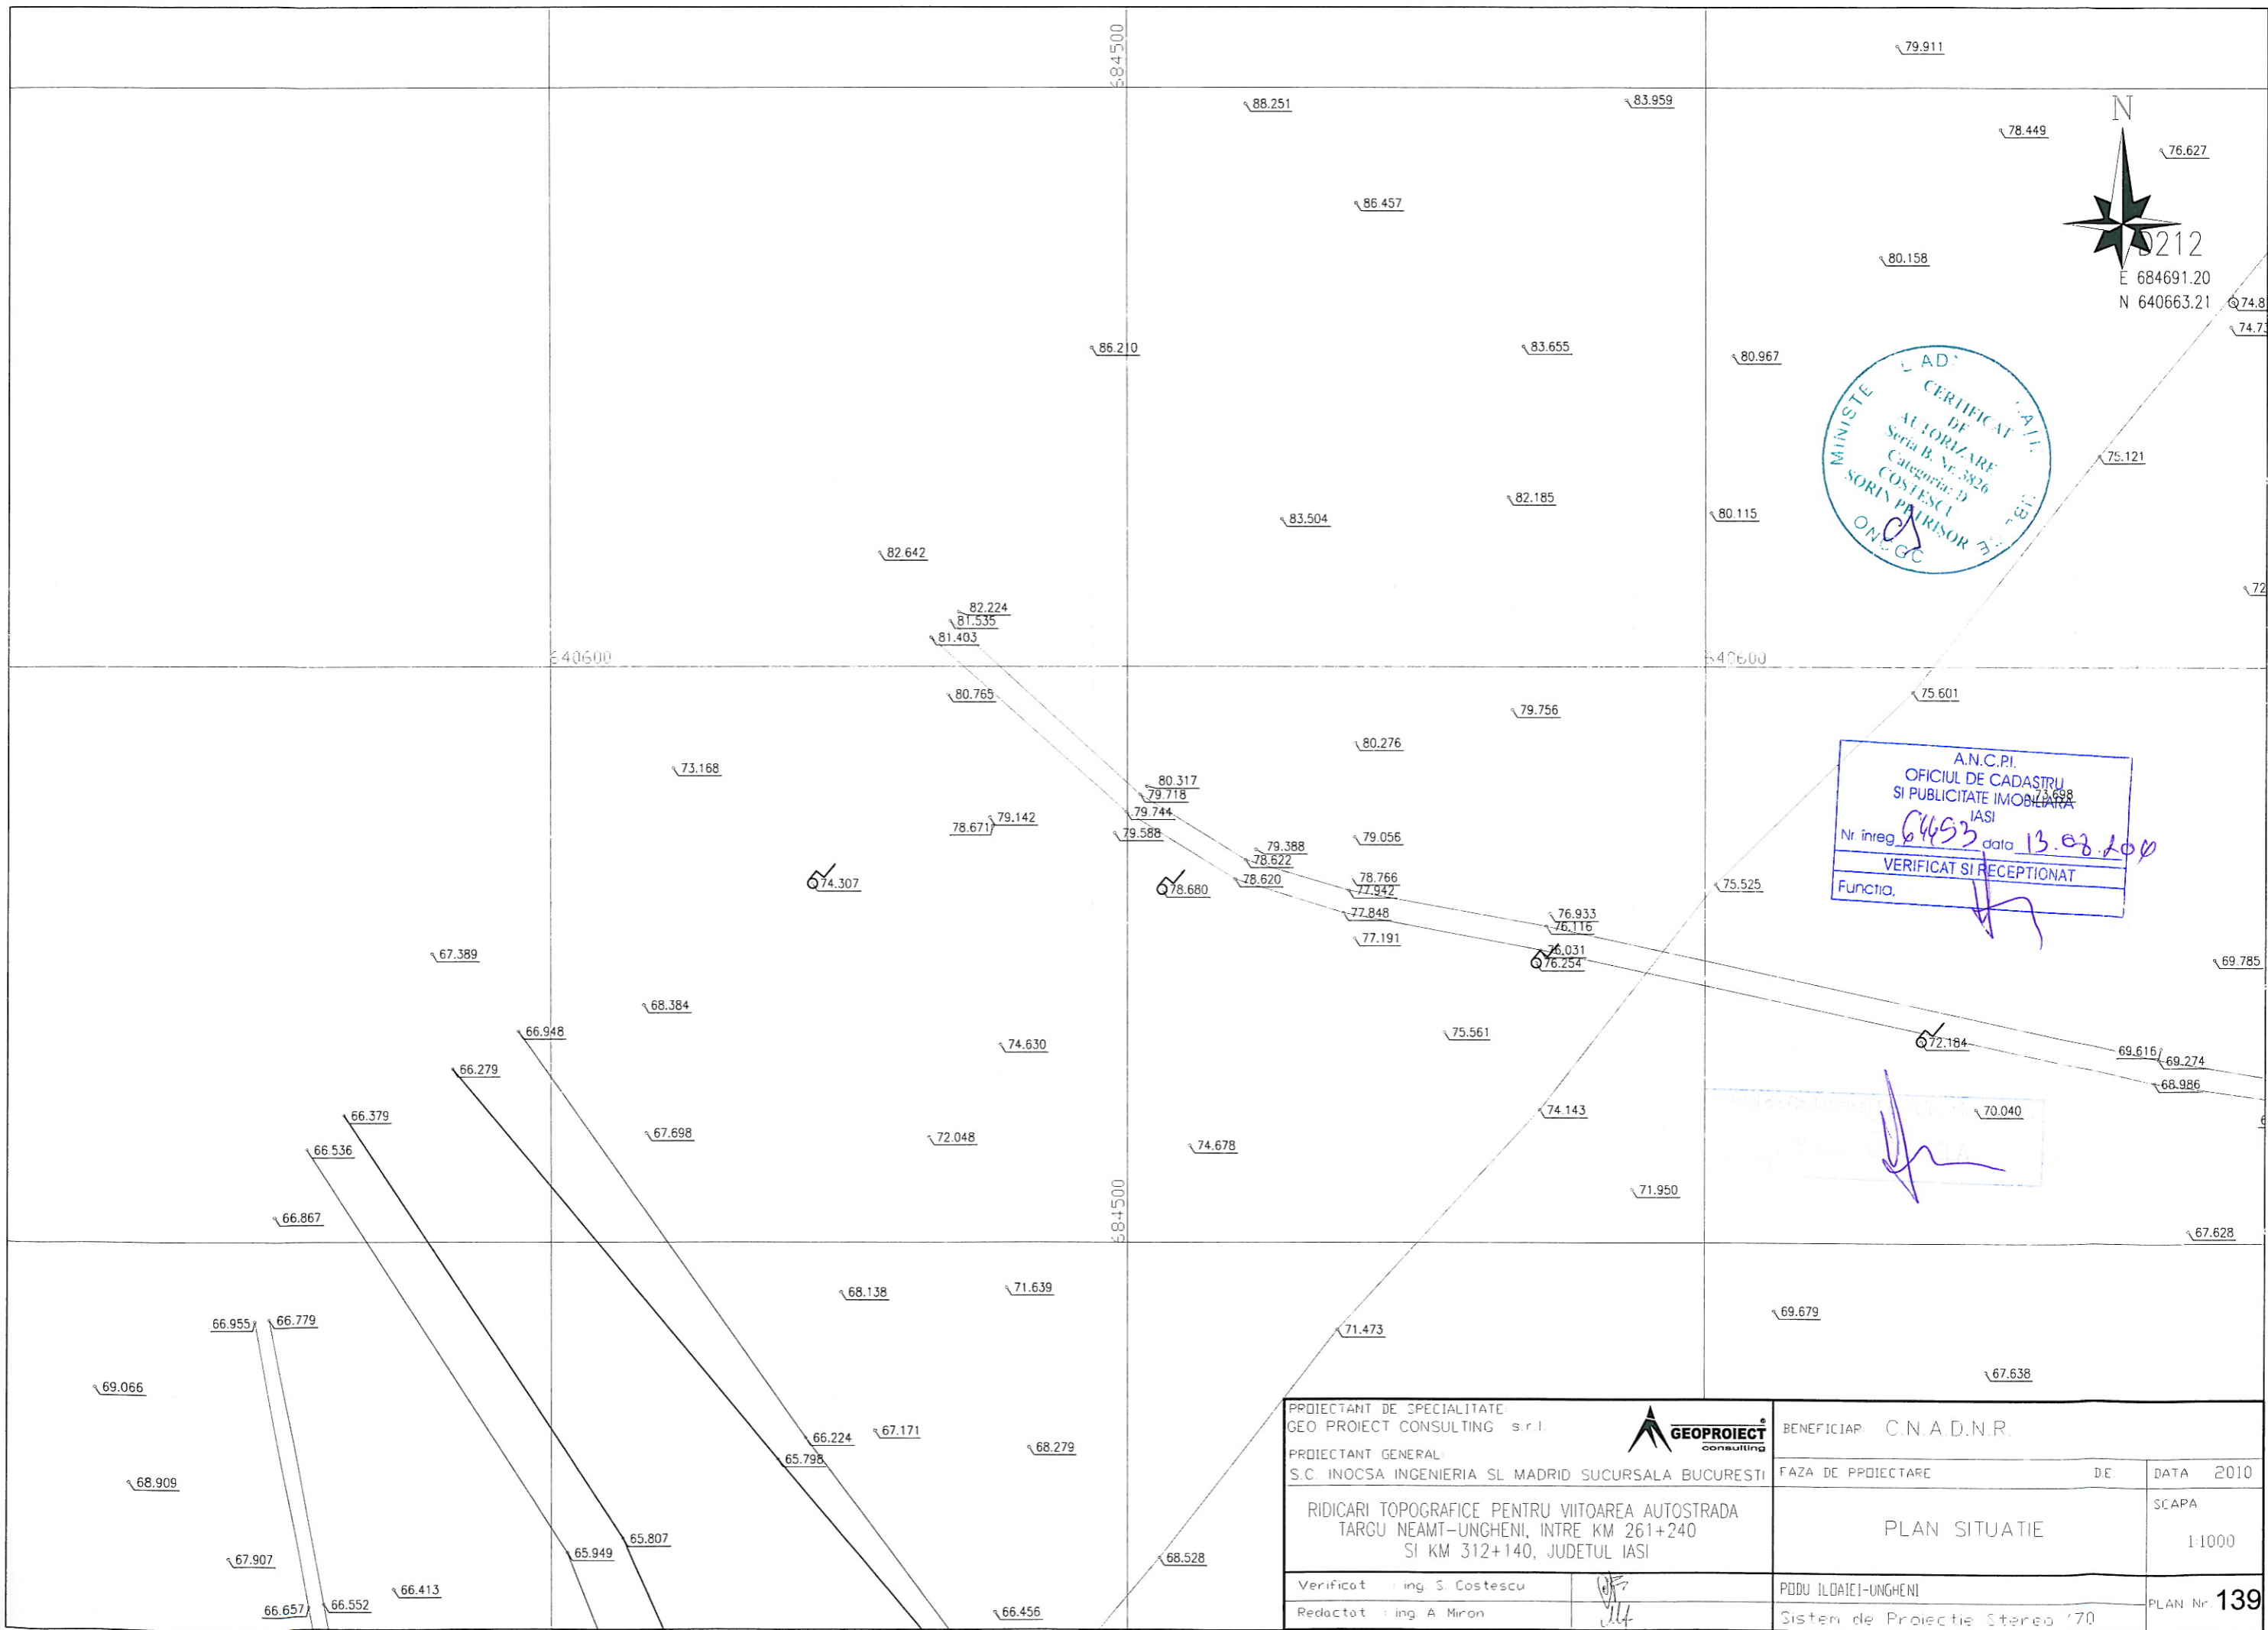 684500
79.911
88.251
83.959
N
78.449
76.627
86.457
80.158
D212
E 684691.20
N 640663.21
74.8
74.73
86.210
83.655
80.967
MINISTE
CERTIFICAT
DE
AUTORIZARE
Seria B, Nr. 3826
Categoria: D
COSTESCU
SORIN PETRISOR
75.121
82.185
83.504
80.115
82.642
72
82.224
81.535
81.403
640600
640600
80.765
75.601
79.756
80.276
73.168
80.317
79.718
79.744
79.142
78.671
79.588
79.056
A.N.C.P.I.
OFICIUL DE CADASTRU
SI PUBLICITATE IMOBILIARA
73.698
IASI
Nr. înreg 64453 data 13.08.
VERIFICAT SI RECEPTIONAT
Functia,
79.388
78.622
78.620
78.766
77.942
74.307
78.680
75.525
77.848
76.933
76.116
77.191
76.031
76.254
67.389
69.785
68.384
66.948
74.630
75.561
72.184
69.616
69.274
68.986
66.279
66.379
74.143
70.040
67.698
72.048
74.678
66.536
71.950
66.867
684500
67.628
68.138
71.639
69.679
66.955
66.779
71.473
69.066
67.638
66.224
67.171
68.279
65.798
68.909
65.807
65.949
68.528
67.907
66.413
66.657
66.552
66.456
PROIECTANT DE SPECIALITATE:
GEO PROIECT CONSULTING s.r.l.
GEOPROIECT
consulting
PROIECTANT GENERAL:
S.C. INOCSA INGENIERIA SL MADRID SUCURSALA BUCURESTI
BENEFICIAR: C.N.A.D.N.R.
FAZA DE PROIECTARE D.E.
DATA 2010
RIDICARI TOPOGRAFICE PENTRU VIITOAREA AUTOSTRADA
TARGU NEAMT-UNGHENI, INTRE KM 261+240
SI KM 312+140, JUDETUL IASI
PLAN SITUATIE
SCARA
1:1000
Verificat : ing. S. Costescu
Redactat : ing. A. Miron
PODU ILOAIEI-UNGHENI
Sistem de Proiectie Stereo '70
PLAN Nr. 139